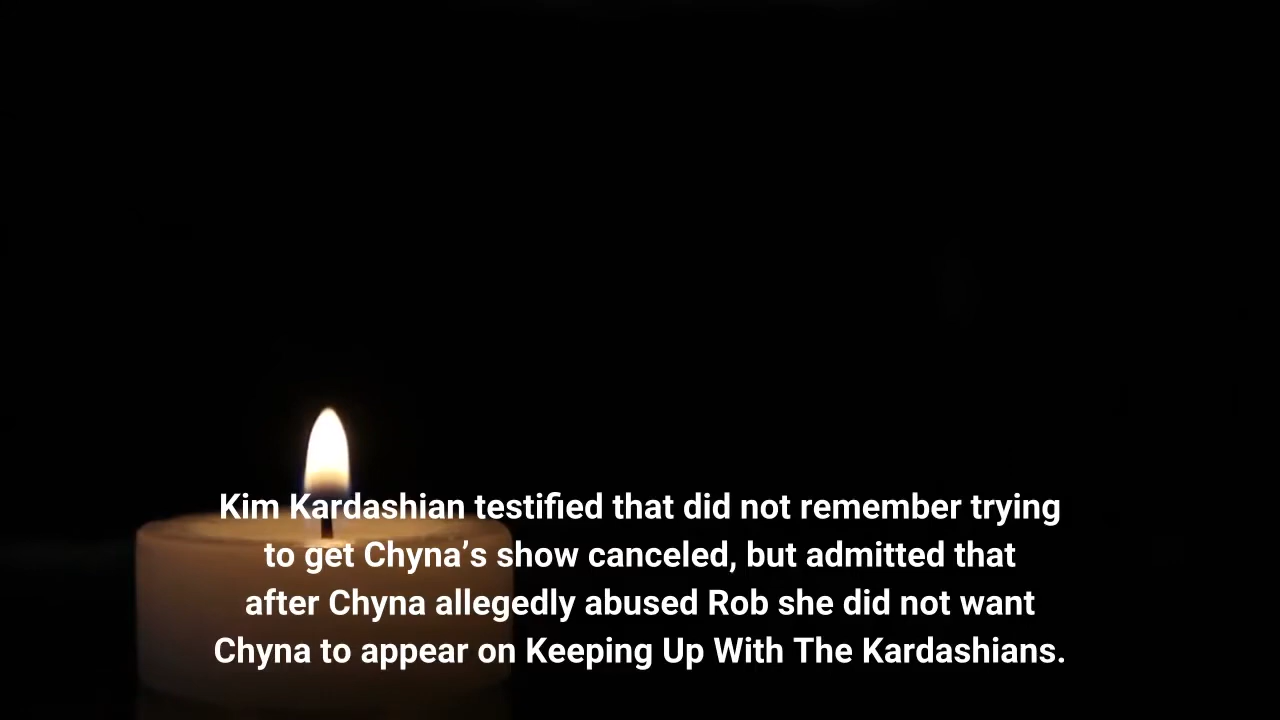 Kim Kardashian testified that did not remember trying
to get Chyna’s show canceled, but admitted that
after Chyna allegedly abused Rob she did not want
Chyna to appear on Keeping Up With The Kardashians.